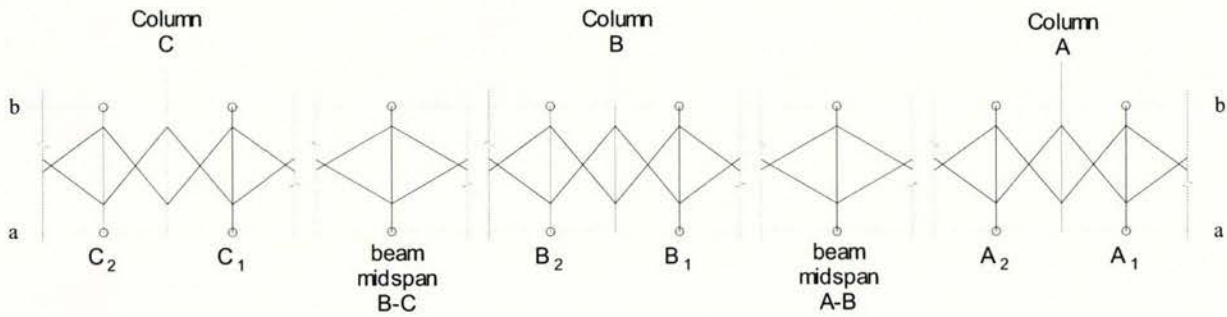 Column
C
Column
B
Column
A
b
b
a
a
C2
C1
beam
midspan
B-C
B2
B1
beam
midspan
A-B
A2
A1